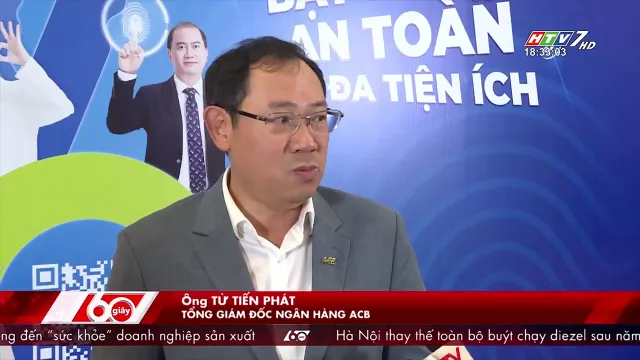 AN TOÀN
ĐA TIỆN ÍCH
HTV7 HD
18:33:03
60 giây
Ông TỪ TIẾN PHÁT
TỔNG GIÁM ĐỐC NGÂN HÀNG ACB
đến “sức khỏe” doanh nghiệp sản xuất
60giây
Hà Nội thay thế toàn bộ buýt chạy diezel sau năm